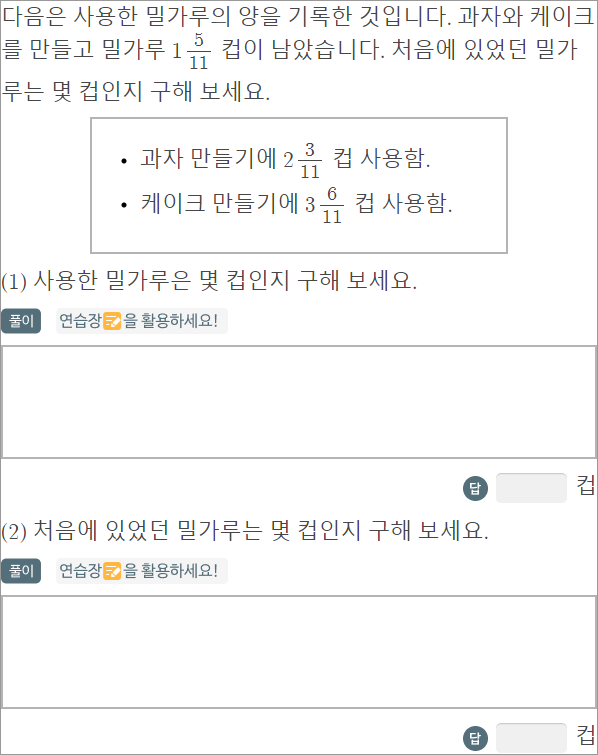 다음은 사용한 밀가루의 양을 기록한 것입니다. 과자와 케이크
를 만들고 밀가루 1 5/11 컵이 남았습니다. 처음에 있었던 밀가
루는 몇 컵인지 구해 보세요.
• 과자 만들기에 2 3/11 컵 사용함.
• 케이크 만들기에 3 6/11 컵 사용함.
(1) 사용한 밀가루은 몇 컵인지 구해 보세요.
풀이 연습장을 활용하세요!
답 컵
(2) 처음에 있었던 밀가루는 몇 컵인지 구해 보세요.
풀이 연습장을 활용하세요!
답 컵